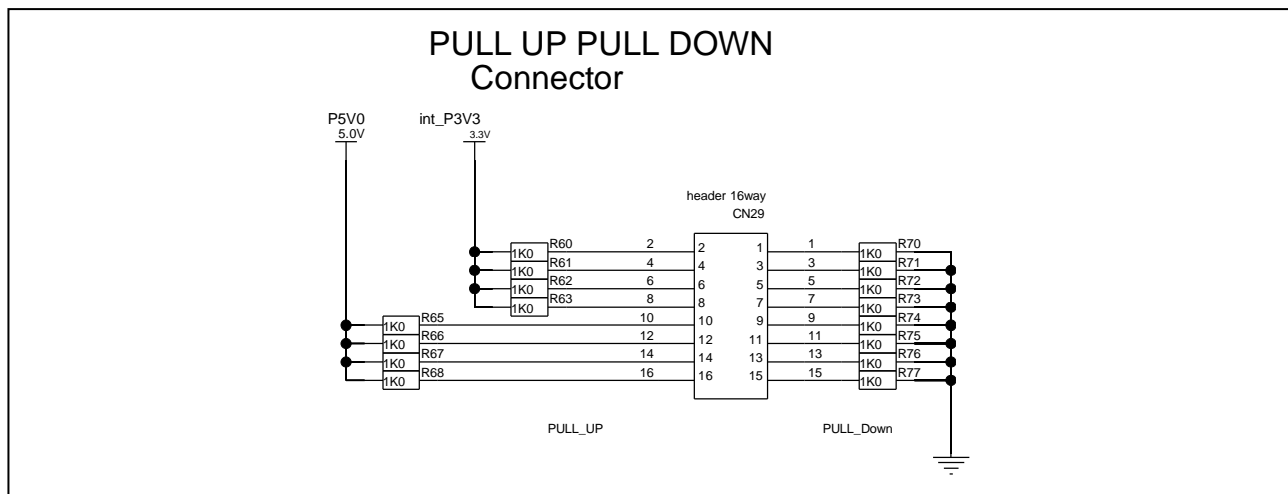 PULL UP PULL DOWN
Connector
P5V0 int_P3V3
5.0V 3.3V
header 16way
CN29
1K0 R60 2 2 1 1 1K0 R70
1K0 R61 4 4 3 3 1K0 R71
1K0 R62 6 6 5 5 1K0 R72
1K0 R63 8 8 7 7 1K0 R73
1K0 R65 10 10 9 9 1K0 R74
1K0 R66 12 12 11 11 1K0 R75
1K0 R67 14 14 13 13 1K0 R76
1K0 R68 16 16 15 15 1K0 R77
PULL_UP PULL_Down